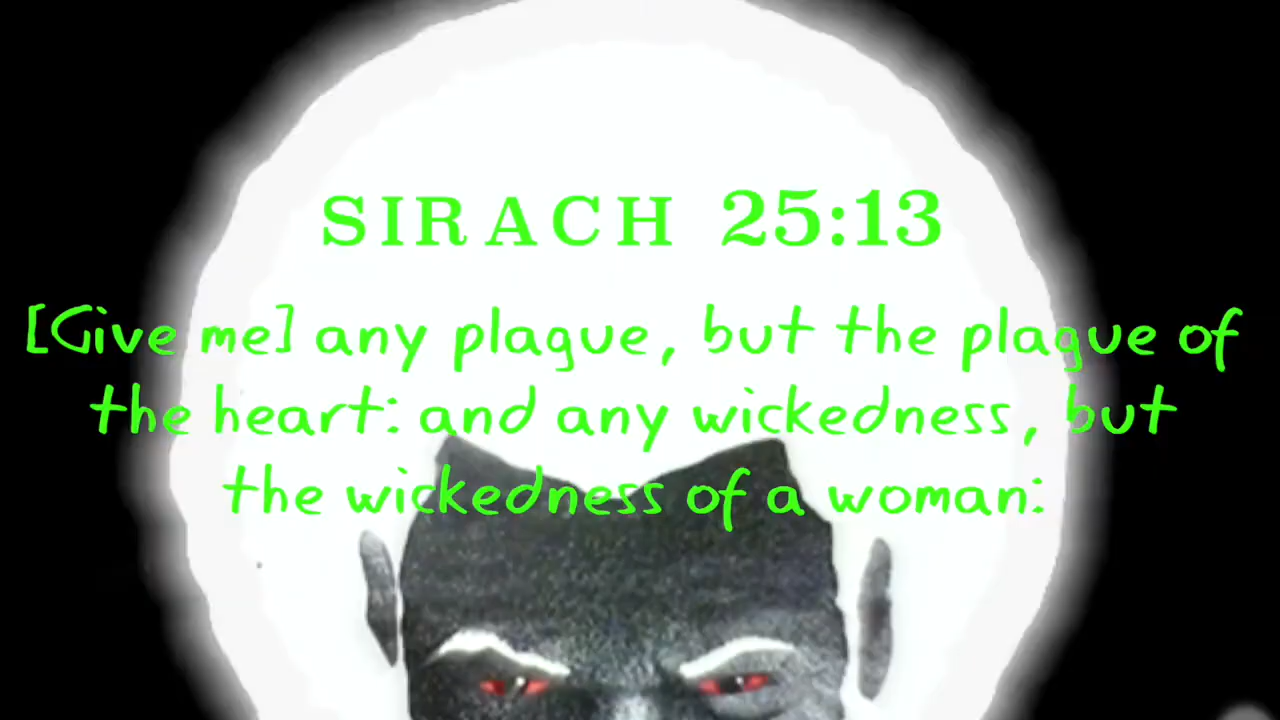 SIRACH 25:13
[Give me] any plague, but the plague of
the heart: and any wickedness, but
the wickedness of a woman: